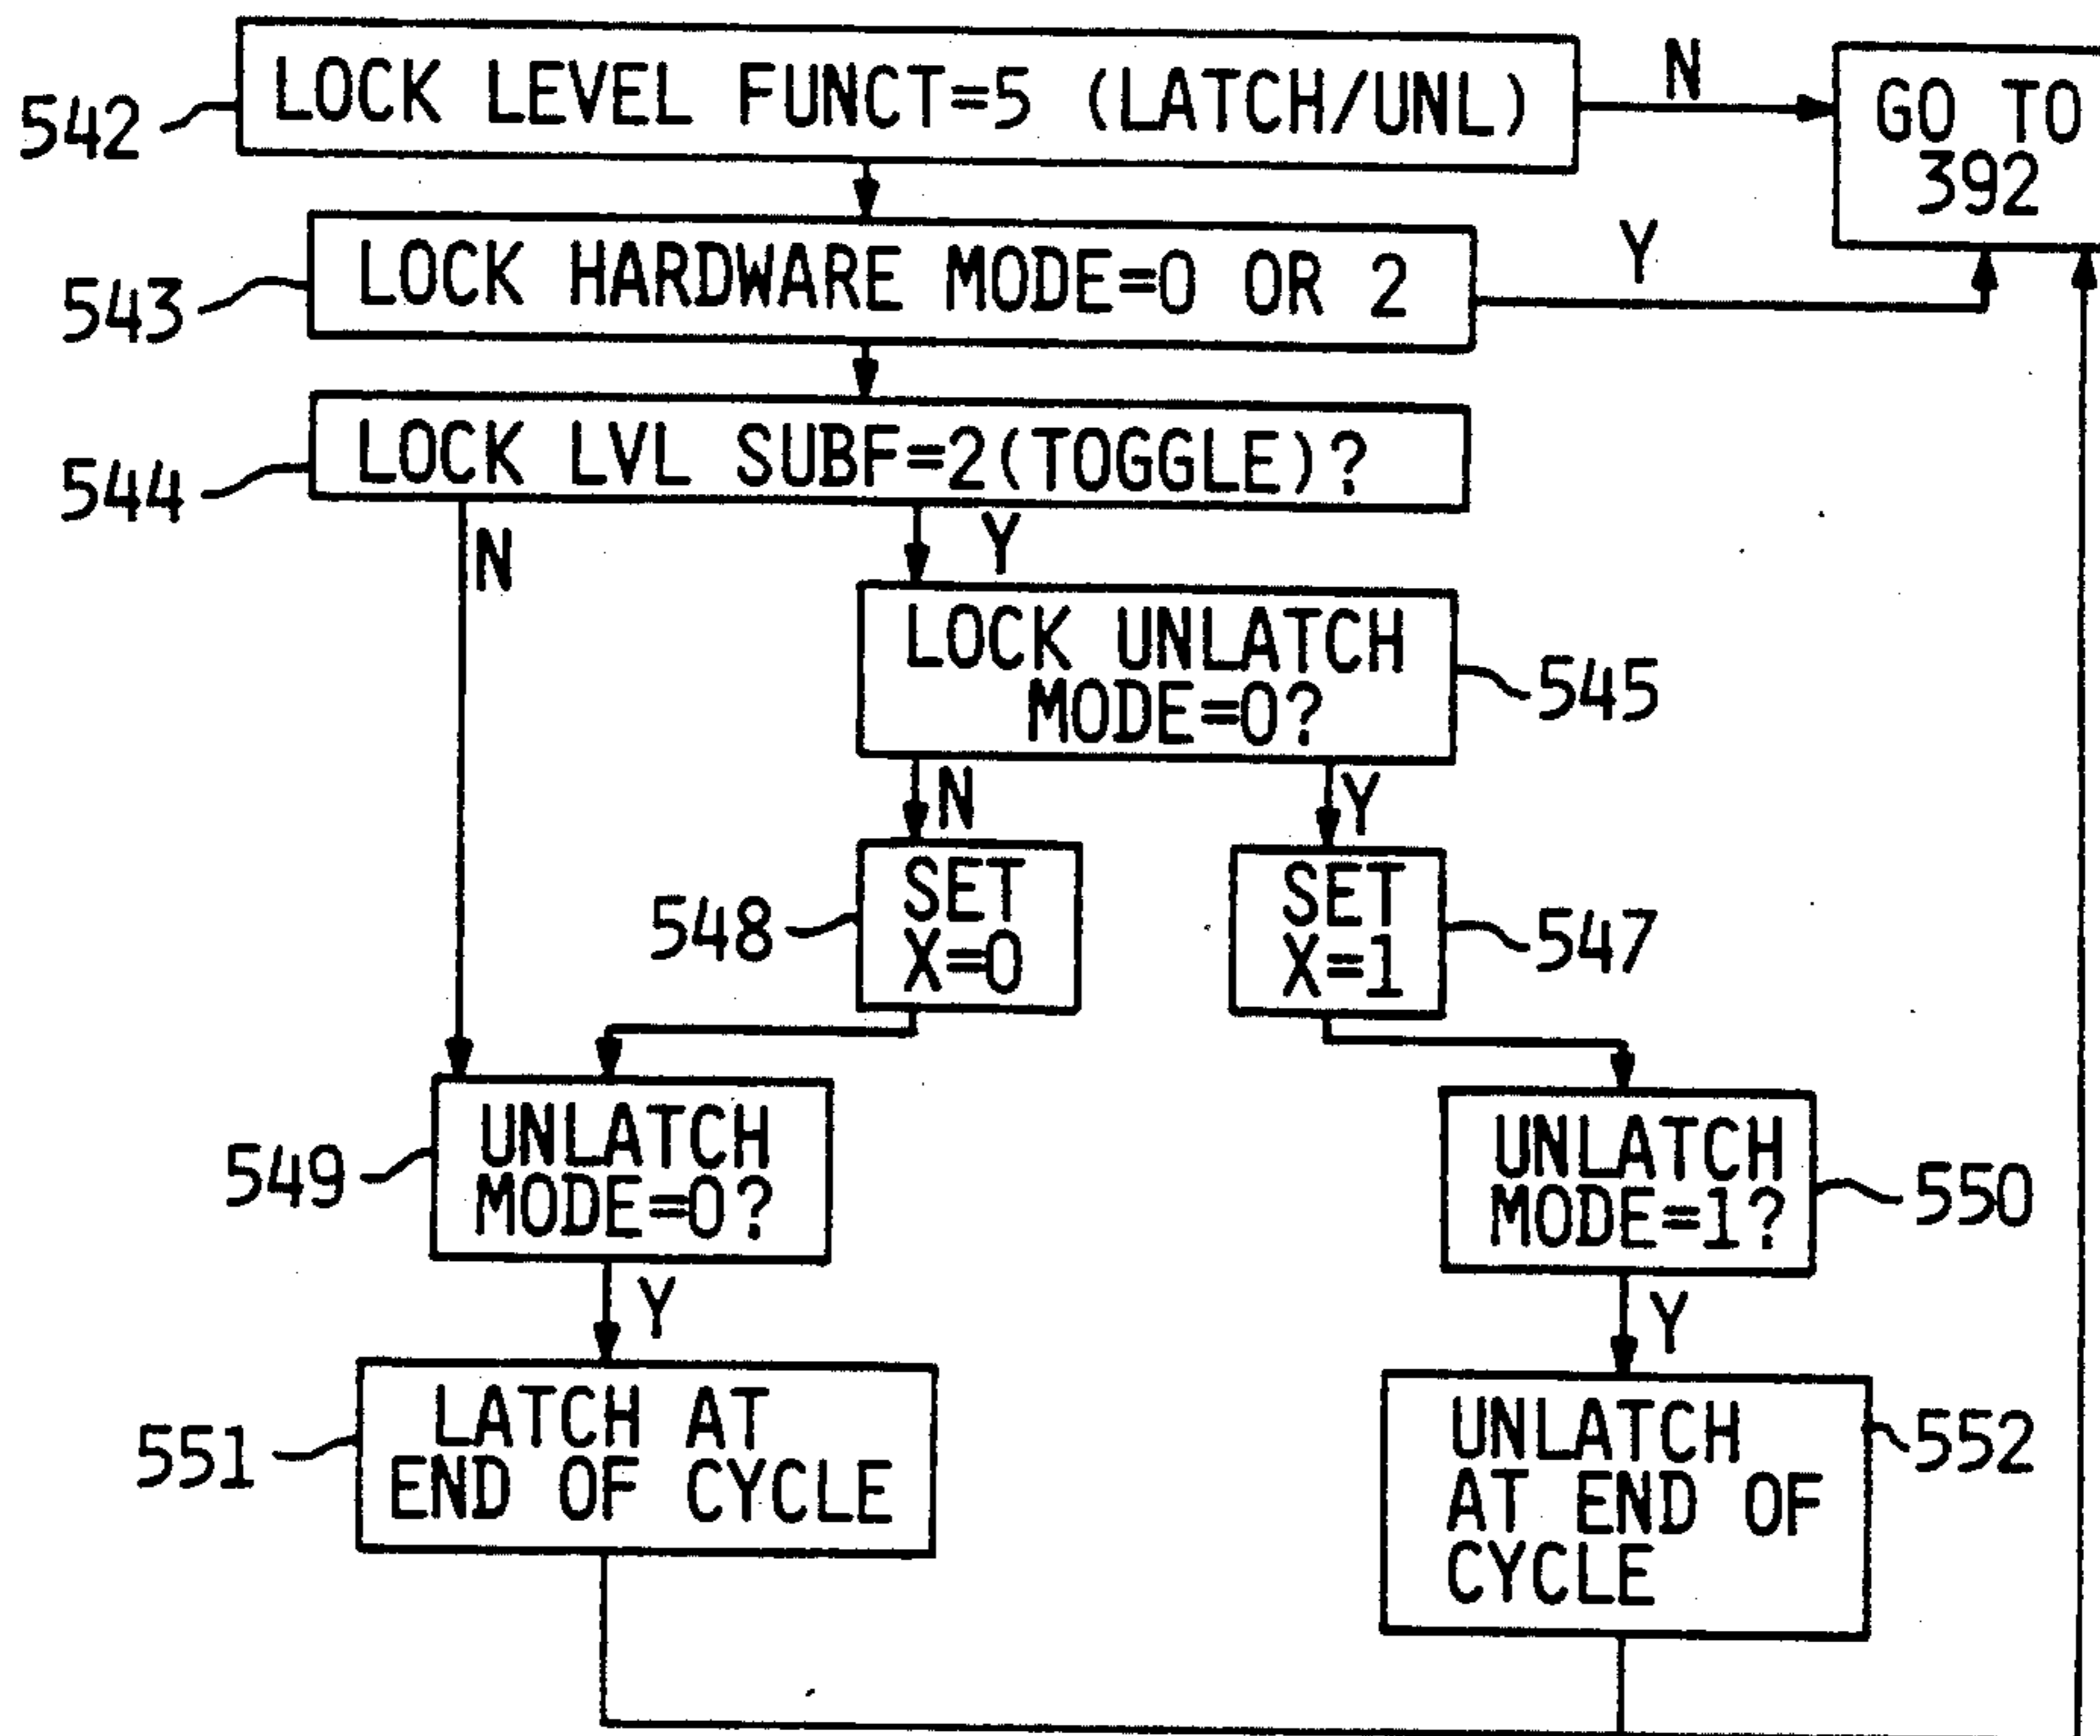 542
LOCK LEVEL FUNCT=5 (LATCH/UNL)
N
GO TO
392
543
LOCK HARDWARE MODE=0 OR 2
Y
544
LOCK LVL SUBF=2(TOGGLE)?
N
Y
LOCK UNLATCH
MODE=0?
545
N
Y
548
SET
X=0
SET
X=1
547
549
UNLATCH
MODE=0?
UNLATCH
MODE=1?
550
Y
Y
551
LATCH AT
END OF CYCLE
UNLATCH
AT END OF
CYCLE
552